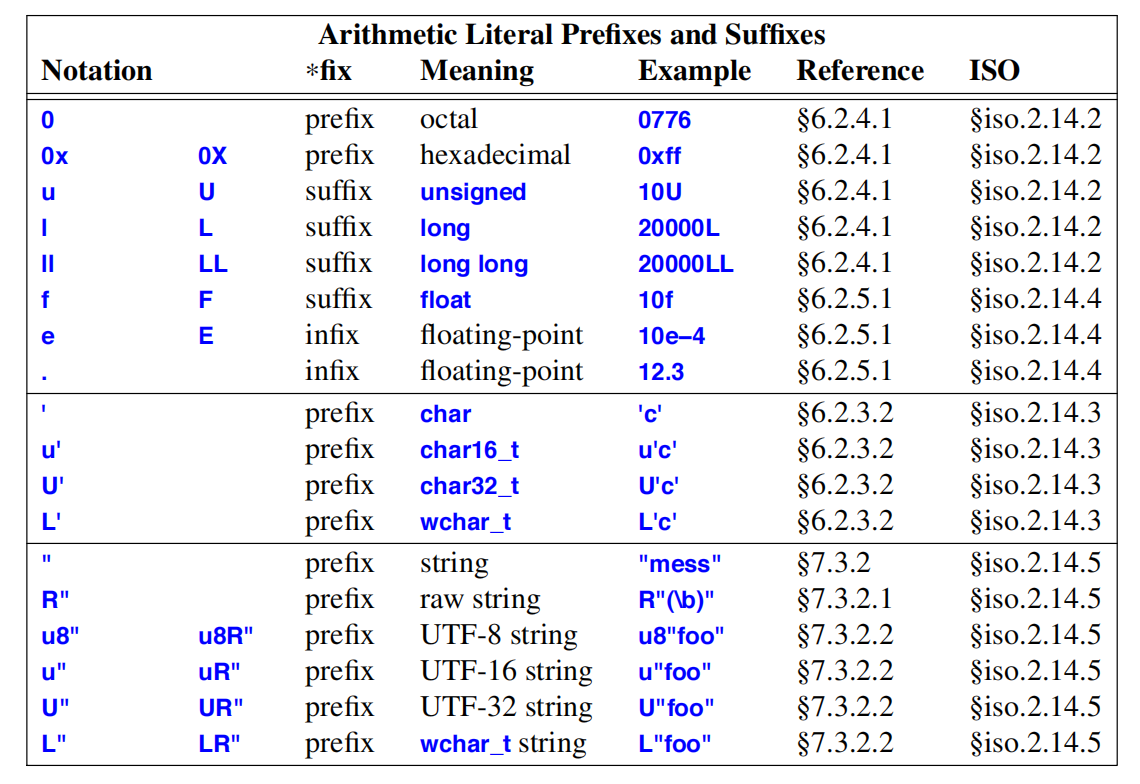 Arithmetic Literal Prefixes and Suffixes
Notation *fix Meaning Example Reference ISO
0 prefix octal 0776 §6.2.4.1 §iso.2.14.2
0x 0X prefix hexadecimal 0xff §6.2.4.1 §iso.2.14.2
u U suffix unsigned 10U §6.2.4.1 §iso.2.14.2
l L suffix long 20000L §6.2.4.1 §iso.2.14.2
ll LL suffix long long 20000LL §6.2.4.1 §iso.2.14.2
f F suffix float 10f §6.2.5.1 §iso.2.14.4
e E infix floating-point 10e−4 §6.2.5.1 §iso.2.14.4
. infix floating-point 12.3 §6.2.5.1 §iso.2.14.4
' prefix char 'c' §6.2.3.2 §iso.2.14.3
u' prefix char16_t u'c' §6.2.3.2 §iso.2.14.3
U' prefix char32_t U'c' §6.2.3.2 §iso.2.14.3
L' prefix wchar_t L'c' §6.2.3.2 §iso.2.14.3
" prefix string "mess" §7.3.2 §iso.2.14.5
R" prefix raw string R"(\b)" §7.3.2.1 §iso.2.14.5
u8" u8R" prefix UTF-8 string u8"foo" §7.3.2.2 §iso.2.14.5
u" uR" prefix UTF-16 string u"foo" §7.3.2.2 §iso.2.14.5
U" UR" prefix UTF-32 string U"foo" §7.3.2.2 §iso.2.14.5
L" LR" prefix wchar_t string L"foo" §7.3.2.2 §iso.2.14.5